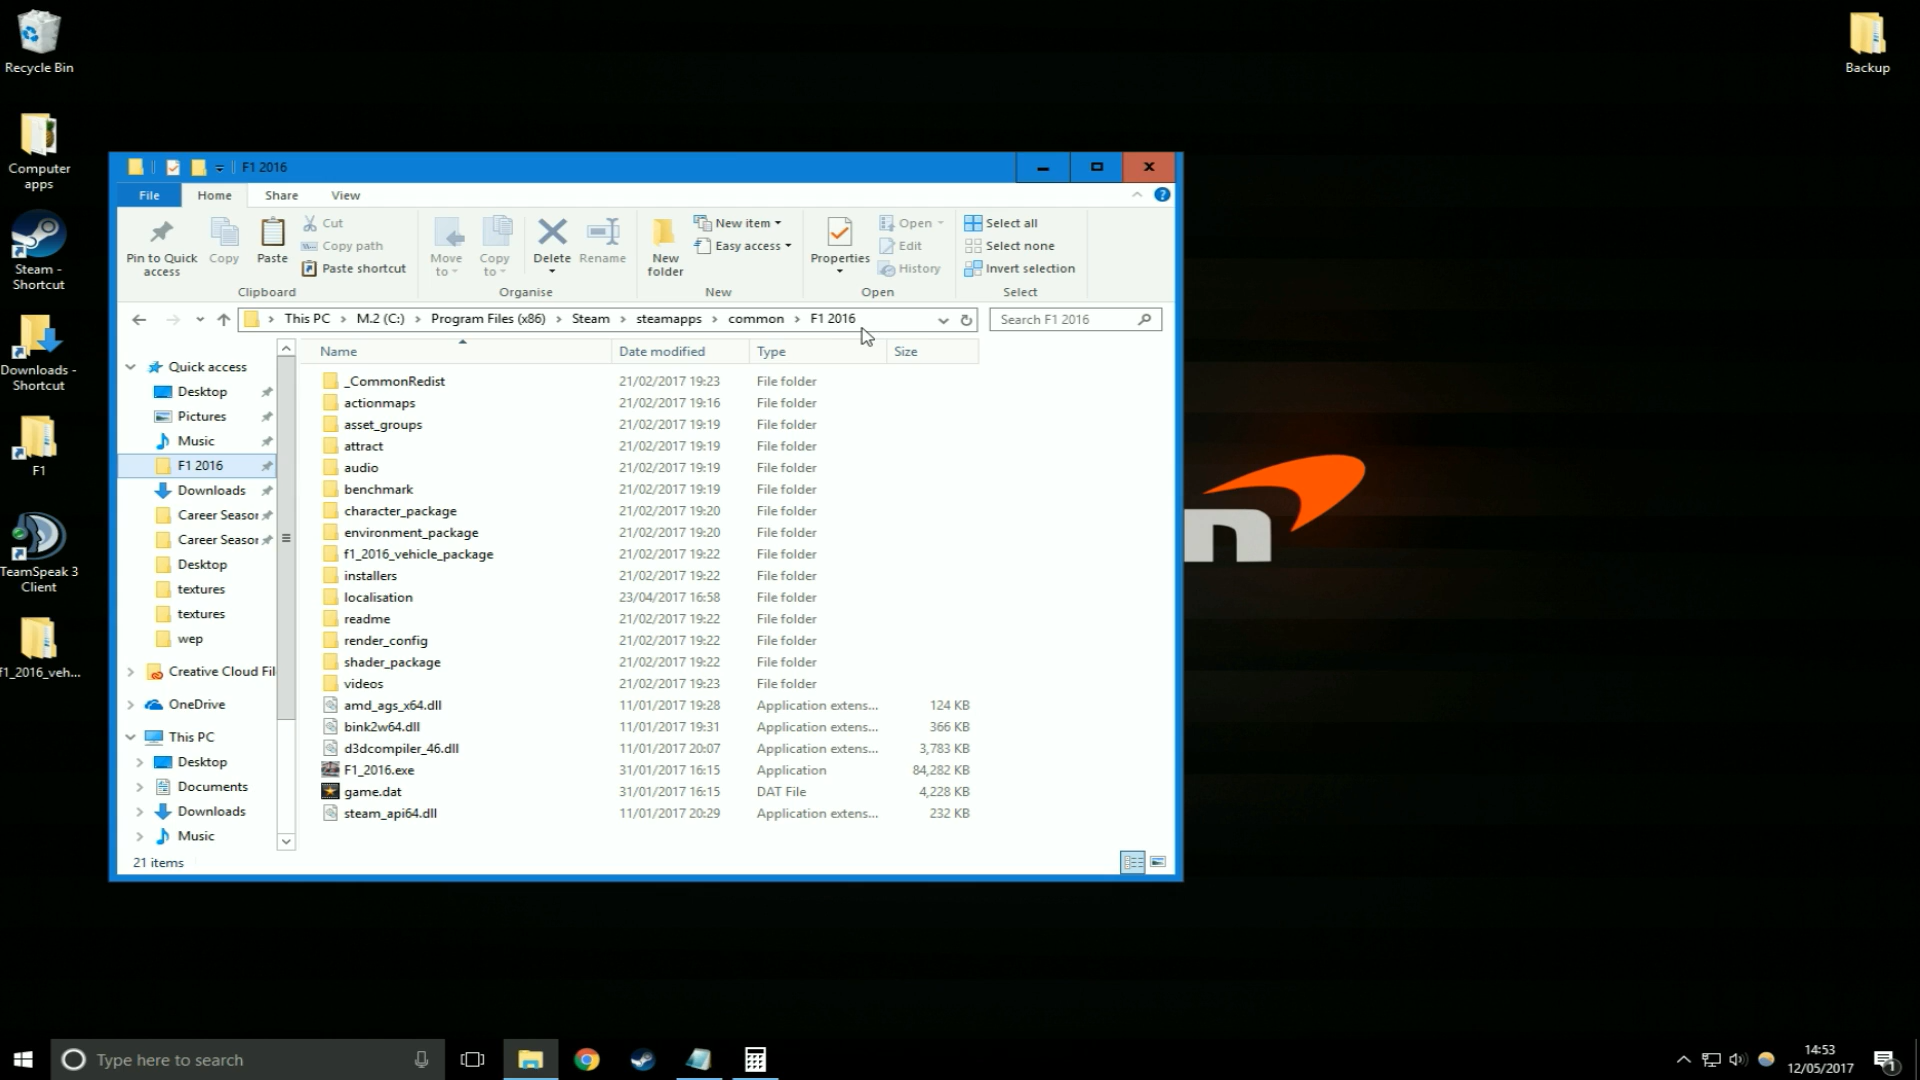 Recycle Bin
Computer apps
Steam - Shortcut
Downloads - Shortcut
F1
TeamSpeak 3 Client
f1_2016_veh...
Backup
F1 2016
File Home Share View
Pin to Quick access
Copy
Paste
Cut
Copy path
Paste shortcut
Clipboard
Move to
Copy to
Delete
Rename
Organise
New folder
New item
Easy access
New
Properties
Open
Edit
History
Open
Select all
Select none
Invert selection
Select
This PC > M.2 (C:) > Program Files (x86) > Steam > steamapps > common > F1 2016
Search F1 2016
Quick access
Desktop
Pictures
Music
F1 2016
Downloads
Career Seasor
Career Seasor
Desktop
textures
textures
wep
Creative Cloud Fil
OneDrive
This PC
Desktop
Documents
Downloads
Music
Name Date modified Type Size
_CommonRedist 21/02/2017 19:23 File folder
actionmaps 21/02/2017 19:16 File folder
asset_groups 21/02/2017 19:19 File folder
attract 21/02/2017 19:19 File folder
audio 21/02/2017 19:19 File folder
benchmark 21/02/2017 19:19 File folder
character_package 21/02/2017 19:20 File folder
environment_package 21/02/2017 19:20 File folder
f1_2016_vehicle_package 21/02/2017 19:22 File folder
installers 21/02/2017 19:22 File folder
localisation 23/04/2017 16:58 File folder
readme 21/02/2017 19:22 File folder
render_config 21/02/2017 19:22 File folder
shader_package 21/02/2017 19:22 File folder
videos 21/02/2017 19:23 File folder
amd_ags_x64.dll 11/01/2017 19:28 Application extens... 124 KB
bink2w64.dll 11/01/2017 19:31 Application extens... 366 KB
d3dcompiler_46.dll 11/01/2017 20:07 Application extens... 3,783 KB
F1_2016.exe 31/01/2017 16:15 Application 84,282 KB
game.dat 31/01/2017 16:15 DAT File 4,228 KB
steam_api64.dll 11/01/2017 20:29 Application extens... 232 KB
21 items
n
Type here to search
14:53
12/05/2017
1